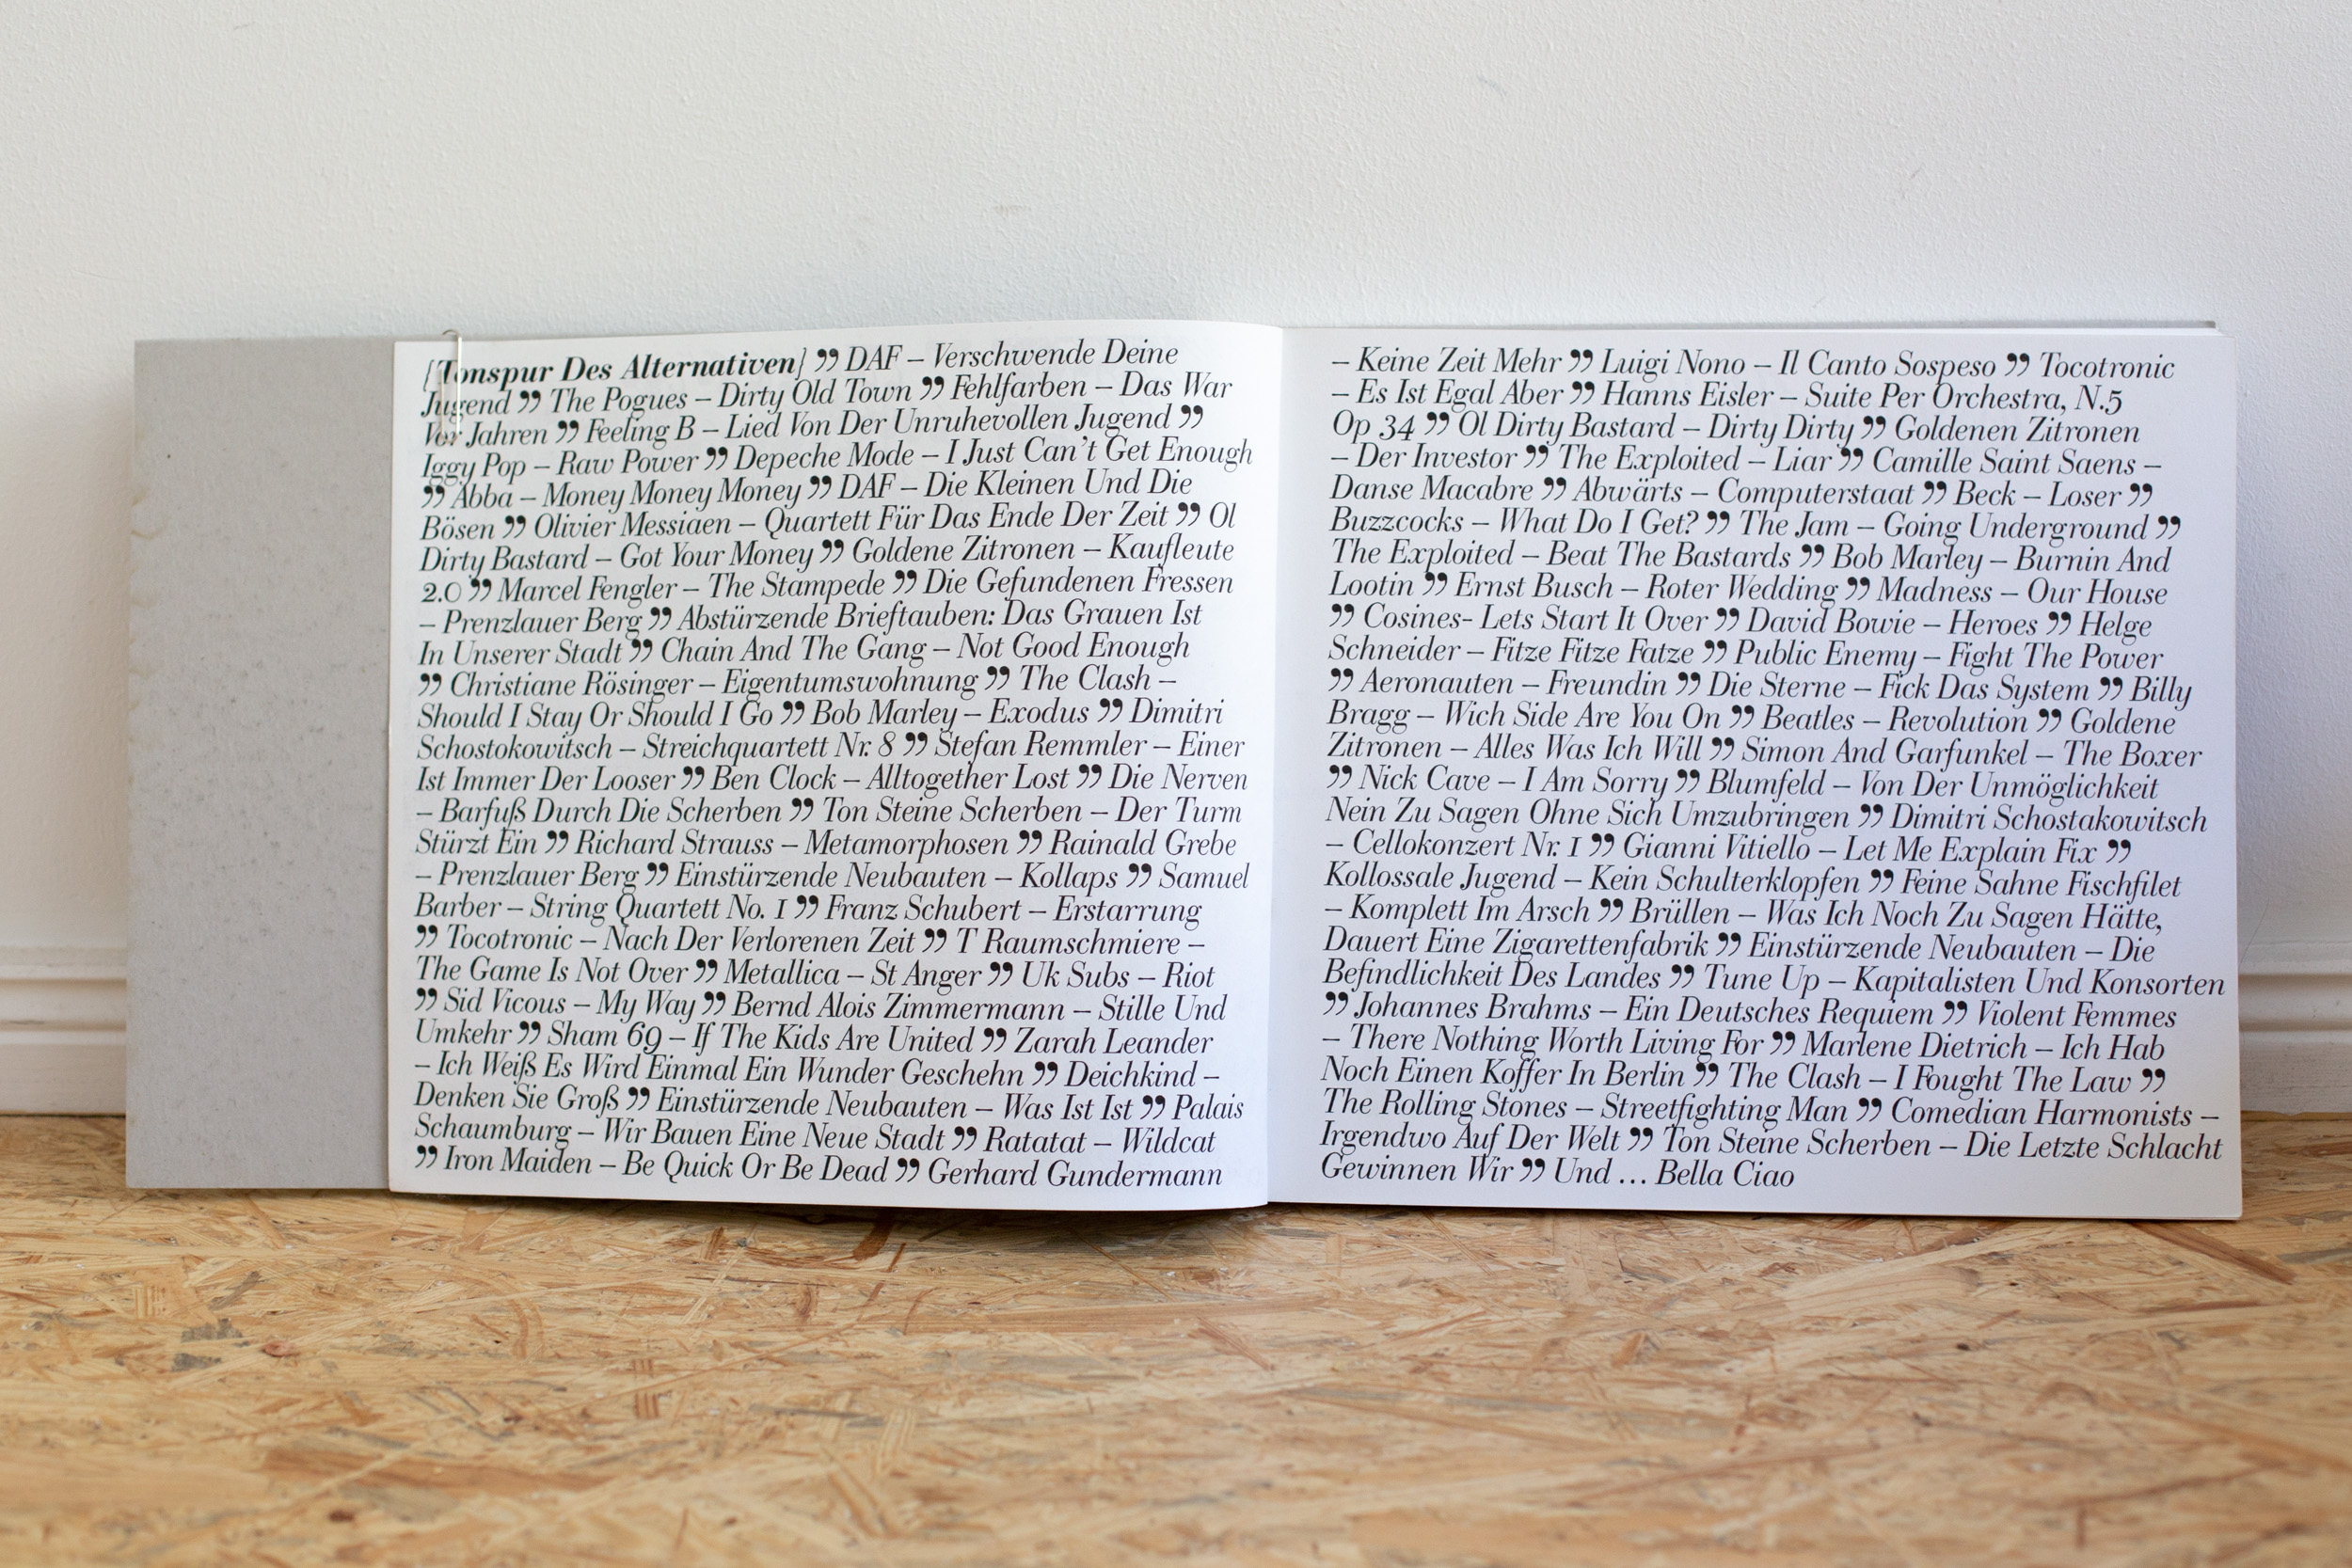 {Tonspur Des Alternativen} ” DAF – Verschwende Deine
Jugend ” The Pogues – Dirty Old Town ” Fehlfarben – Das War
Vor Jahren ” Feeling B – Lied Von Der Unruhevollen Jugend ”
Iggy Pop – Raw Power ” Depeche Mode – I Just Can’t Get Enough
” Abba – Money Money Money ” DAF – Die Kleinen Und Die
Bösen ” Olivier Messiaen – Quartett Für Das Ende Der Zeit ” Ol
Dirty Bastard – Got Your Money ” Goldene Zitronen – Kaufleute
2.0 ” Marcel Fengler – The Stampede ” Die Gefundenen Fressen
– Prenzlauer Berg ” Abstürzende Brieftauben: Das Grauen Ist
In Unserer Stadt ” Chain And The Gang – Not Good Enough
” Christiane Rösinger – Eigentumswohnung ” The Clash –
Should I Stay Or Should I Go ” Bob Marley – Exodus ” Dimitri
Schostokowitsch – Streichquartett Nr. 8 ” Stefan Remmler – Einer
Ist Immer Der Looser ” Ben Clock – Alltogether Lost ” Die Nerven
– Barfuß Durch Die Scherben ” Ton Steine Scherben – Der Turm
Stürzt Ein ” Richard Strauss – Metamorphosen ” Rainald Grebe
– Prenzlauer Berg ” Einstürzende Neubauten – Kollaps ” Samuel
Barber – String Quartett No. 1 ” Franz Schubert – Erstarrung
” Tocotronic – Nach Der Verlorenen Zeit ” T Raumschmiere –
The Game Is Not Over ” Metallica – St Anger ” Uk Subs – Riot
” Sid Vicous – My Way ” Bernd Alois Zimmermann – Stille Und
Umkehr ” Sham 69 – If The Kids Are United ” Zarah Leander
– Ich Weiß Es Wird Einmal Ein Wunder Geschehn ” Deichkind –
Denken Sie Groß ” Einstürzende Neubauten – Was Ist Ist ” Palais
Schaumburg – Wir Bauen Eine Neue Stadt ” Ratatat – Wildcat
” Iron Maiden – Be Quick Or Be Dead ” Gerhard Gundermann
– Keine Zeit Mehr ” Luigi Nono – Il Canto Sospeso ” Tocotronic
– Es Ist Egal Aber ” Hanns Eisler – Suite Per Orchestra, N.5
Op 34 ” Ol Dirty Bastard – Dirty Dirty ” Goldenen Zitronen
– Der Investor ” The Exploited – Liar ” Camille Saint Saens –
Danse Macabre ” Abwärts – Computerstaat ” Beck – Loser ”
Buzzcocks – What Do I Get? ” The Jam – Going Underground ”
The Exploited – Beat The Bastards ” Bob Marley – Burnin And
Lootin ” Ernst Busch – Roter Wedding ” Madness – Our House
” Cosines- Lets Start It Over ” David Bowie – Heroes ” Helge
Schneider – Fitze Fitze Fatze ” Public Enemy – Fight The Power
” Aeronauten – Freundin ” Die Sterne – Fick Das System ” Billy
Bragg – Wich Side Are You On ” Beatles – Revolution ” Goldene
Zitronen – Alles Was Ich Will ” Simon And Garfunkel – The Boxer
” Nick Cave – I Am Sorry ” Blumfeld – Von Der Unmöglichkeit
Nein Zu Sagen Ohne Sich Umzubringen ” Dimitri Schostakowitsch
– Cellokonzert Nr. 1 ” Gianni Vitiello – Let Me Explain Fix ”
Kollossale Jugend – Kein Schulterklopfen ” Feine Sahne Fischfilet
– Komplett Im Arsch ” Brüllen – Was Ich Noch Zu Sagen Hätte,
Dauert Eine Zigarettenfabrik ” Einstürzende Neubauten – Die
Befindlichkeit Des Landes ” Tune Up – Kapitalisten Und Konsorten
” Johannes Brahms – Ein Deutsches Requiem ” Violent Femmes
– There Nothing Worth Living For ” Marlene Dietrich – Ich Hab
Noch Einen Koffer In Berlin ” The Clash – I Fought The Law ”
The Rolling Stones – Streetfighting Man ” Comedian Harmonists –
Irgendwo Auf Der Welt ” Ton Steine Scherben – Die Letzte Schlacht
Gewinnen Wir ” Und ... Bella Ciao